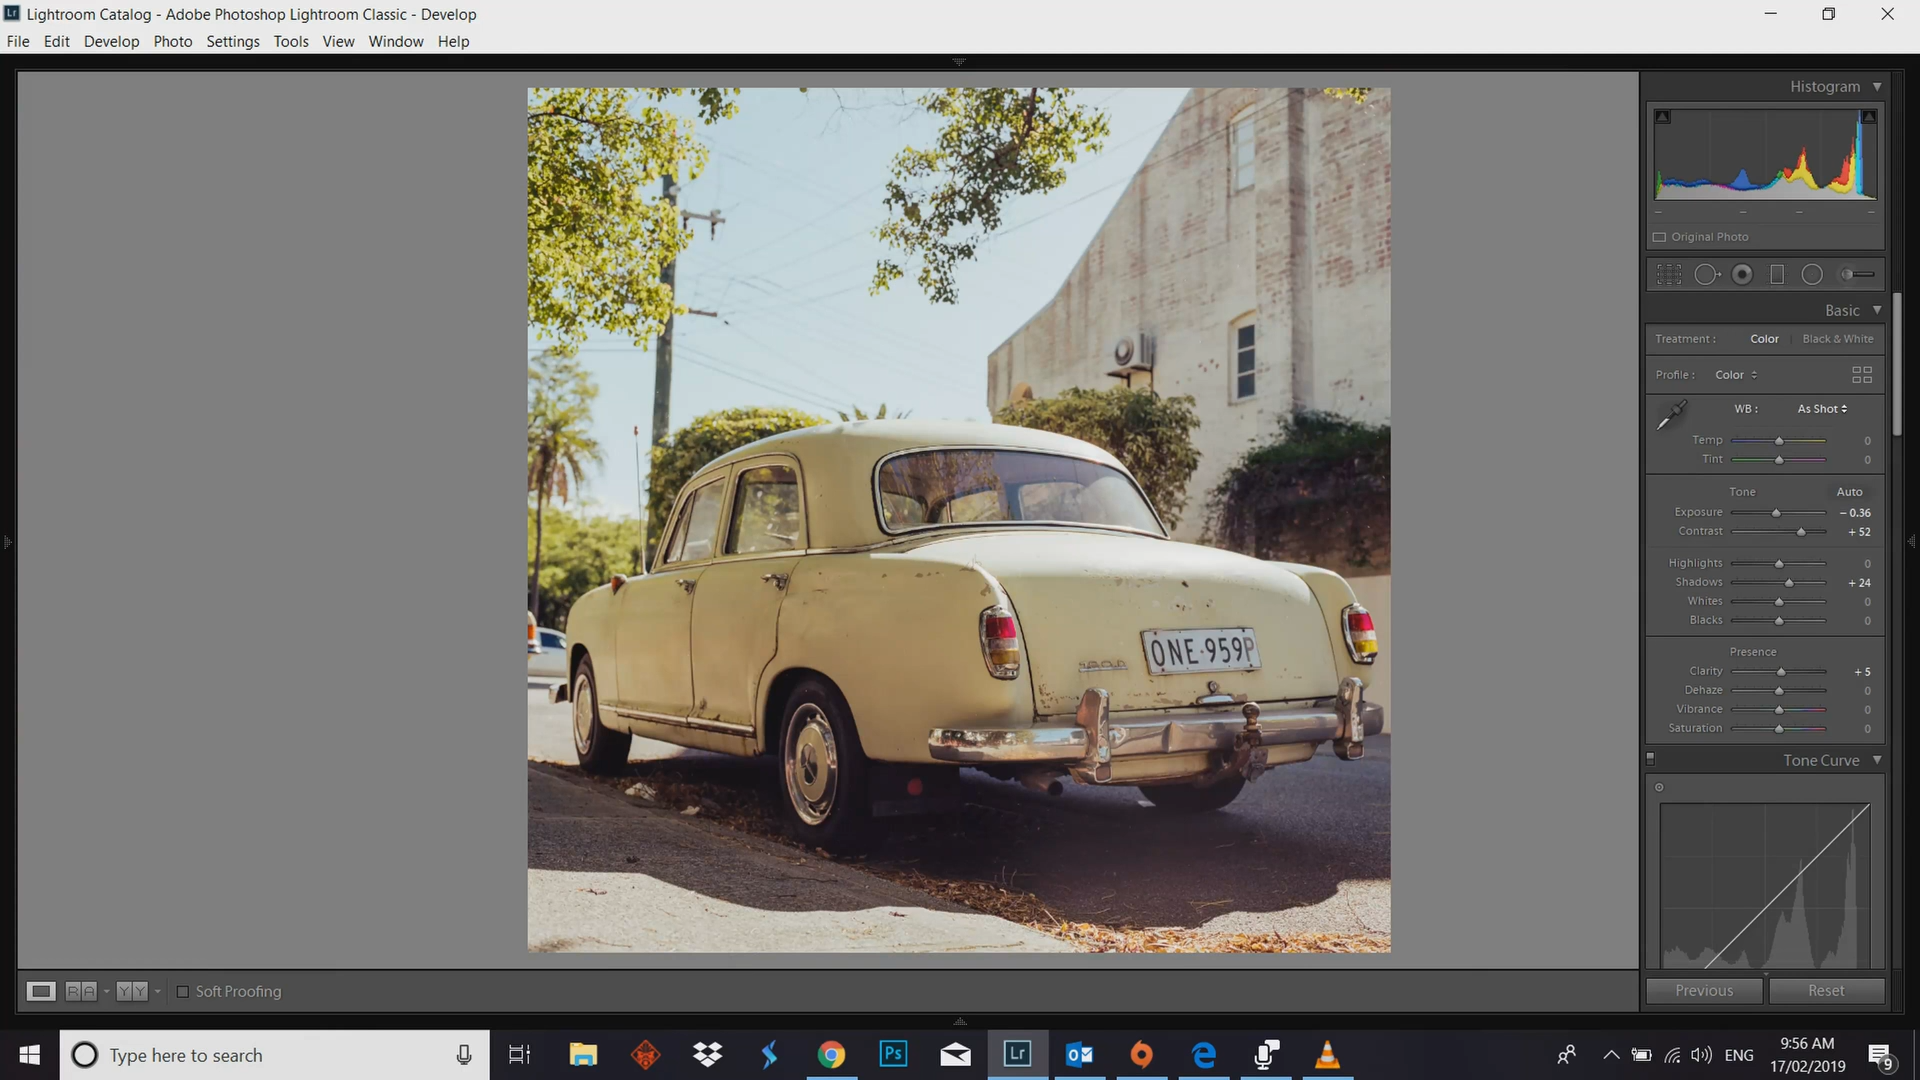 Lr Lightroom Catalog - Adobe Photoshop Lightroom Classic - Develop
File Edit Develop Photo Settings Tools View Window Help
Histogram
Original Photo
Basic
Treatment : Color Black & White
Profile : Color
WB : As Shot
Temp 0
Tint 0
Tone Auto
Exposure - 0.36
Contrast + 52
Highlights 0
Shadows + 24
Whites 0
Blacks 0
Presence
Clarity + 5
Dehaze 0
Vibrance 0
Saturation 0
Tone Curve
ONE·959P
R A Y Y Soft Proofing
Previous Reset
Type here to search
Ps
Lr
ENG
9:56 AM
17/02/2019
9